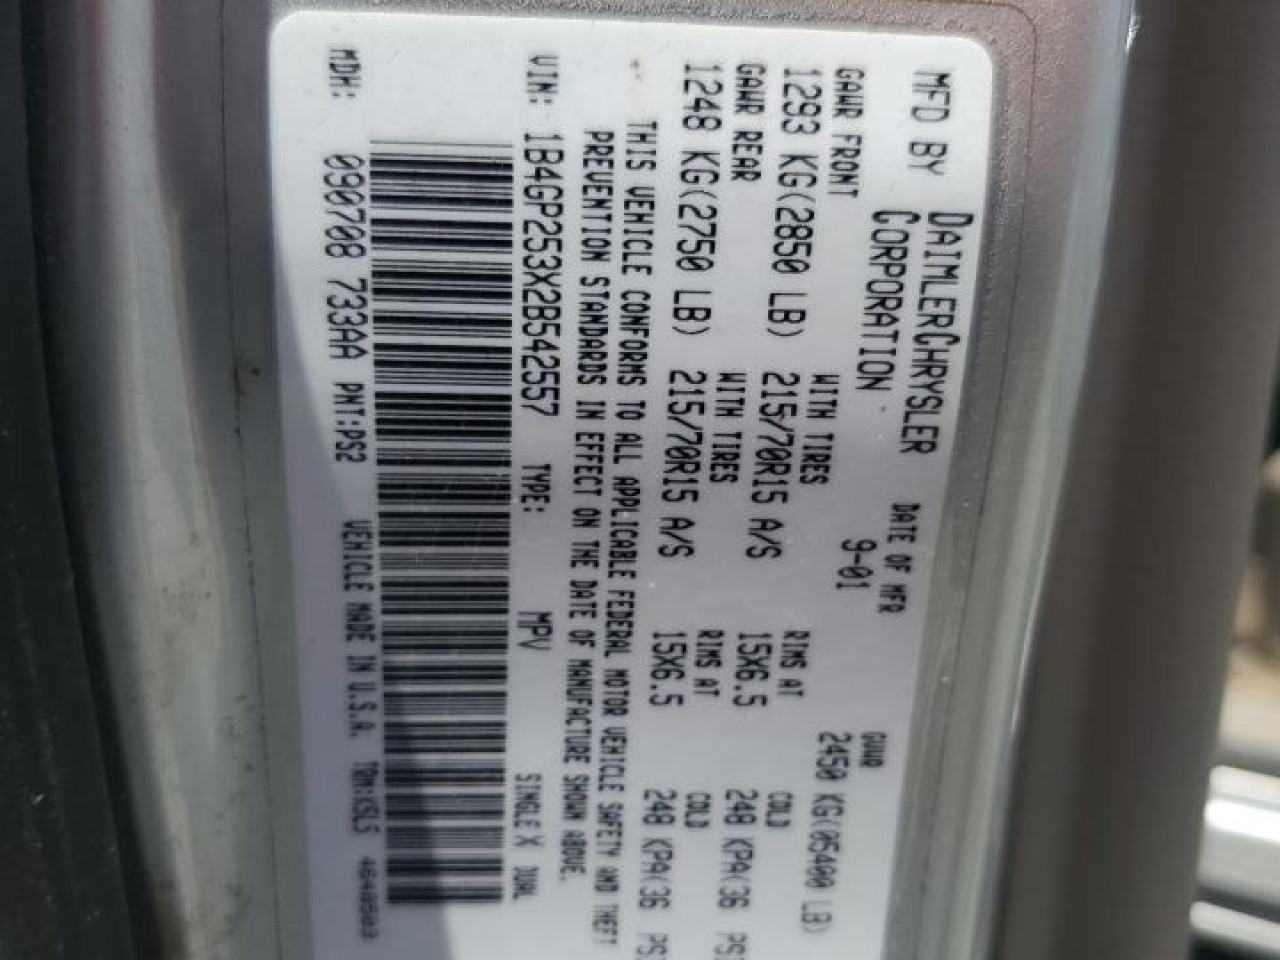 MFD BY DAIMLERCHRYSLER CORPORATION
DATE OF MFR 9-01
GVWR 2450 KG(05400 LB)
GAWR FRONT WITH TIRES RIMS AT COLD
1293 KG(2850 LB) 215/70R15 A/S 15X6.5 248 KPA(36 PS
GAWR REAR WITH TIRES RIMS AT COLD
1248 KG(2750 LB) 215/70R15 A/S 15X6.5 248 KPA(36 PS
THIS VEHICLE CONFORMS TO ALL APPLICABLE FEDERAL MOTOR VEHICLE SAFETY AND THEFT
PREVENTION STANDARDS IN EFFECT ON THE DATE OF MANUFACTURE SHOWN ABOVE.
VIN: 1B4GP253X2B542557 TYPE: MPV SINGLE X DUAL
MDH: 090708 733AA PNT:PS2 VEHICLE MADE IN U.S.A. TRM:KSL5